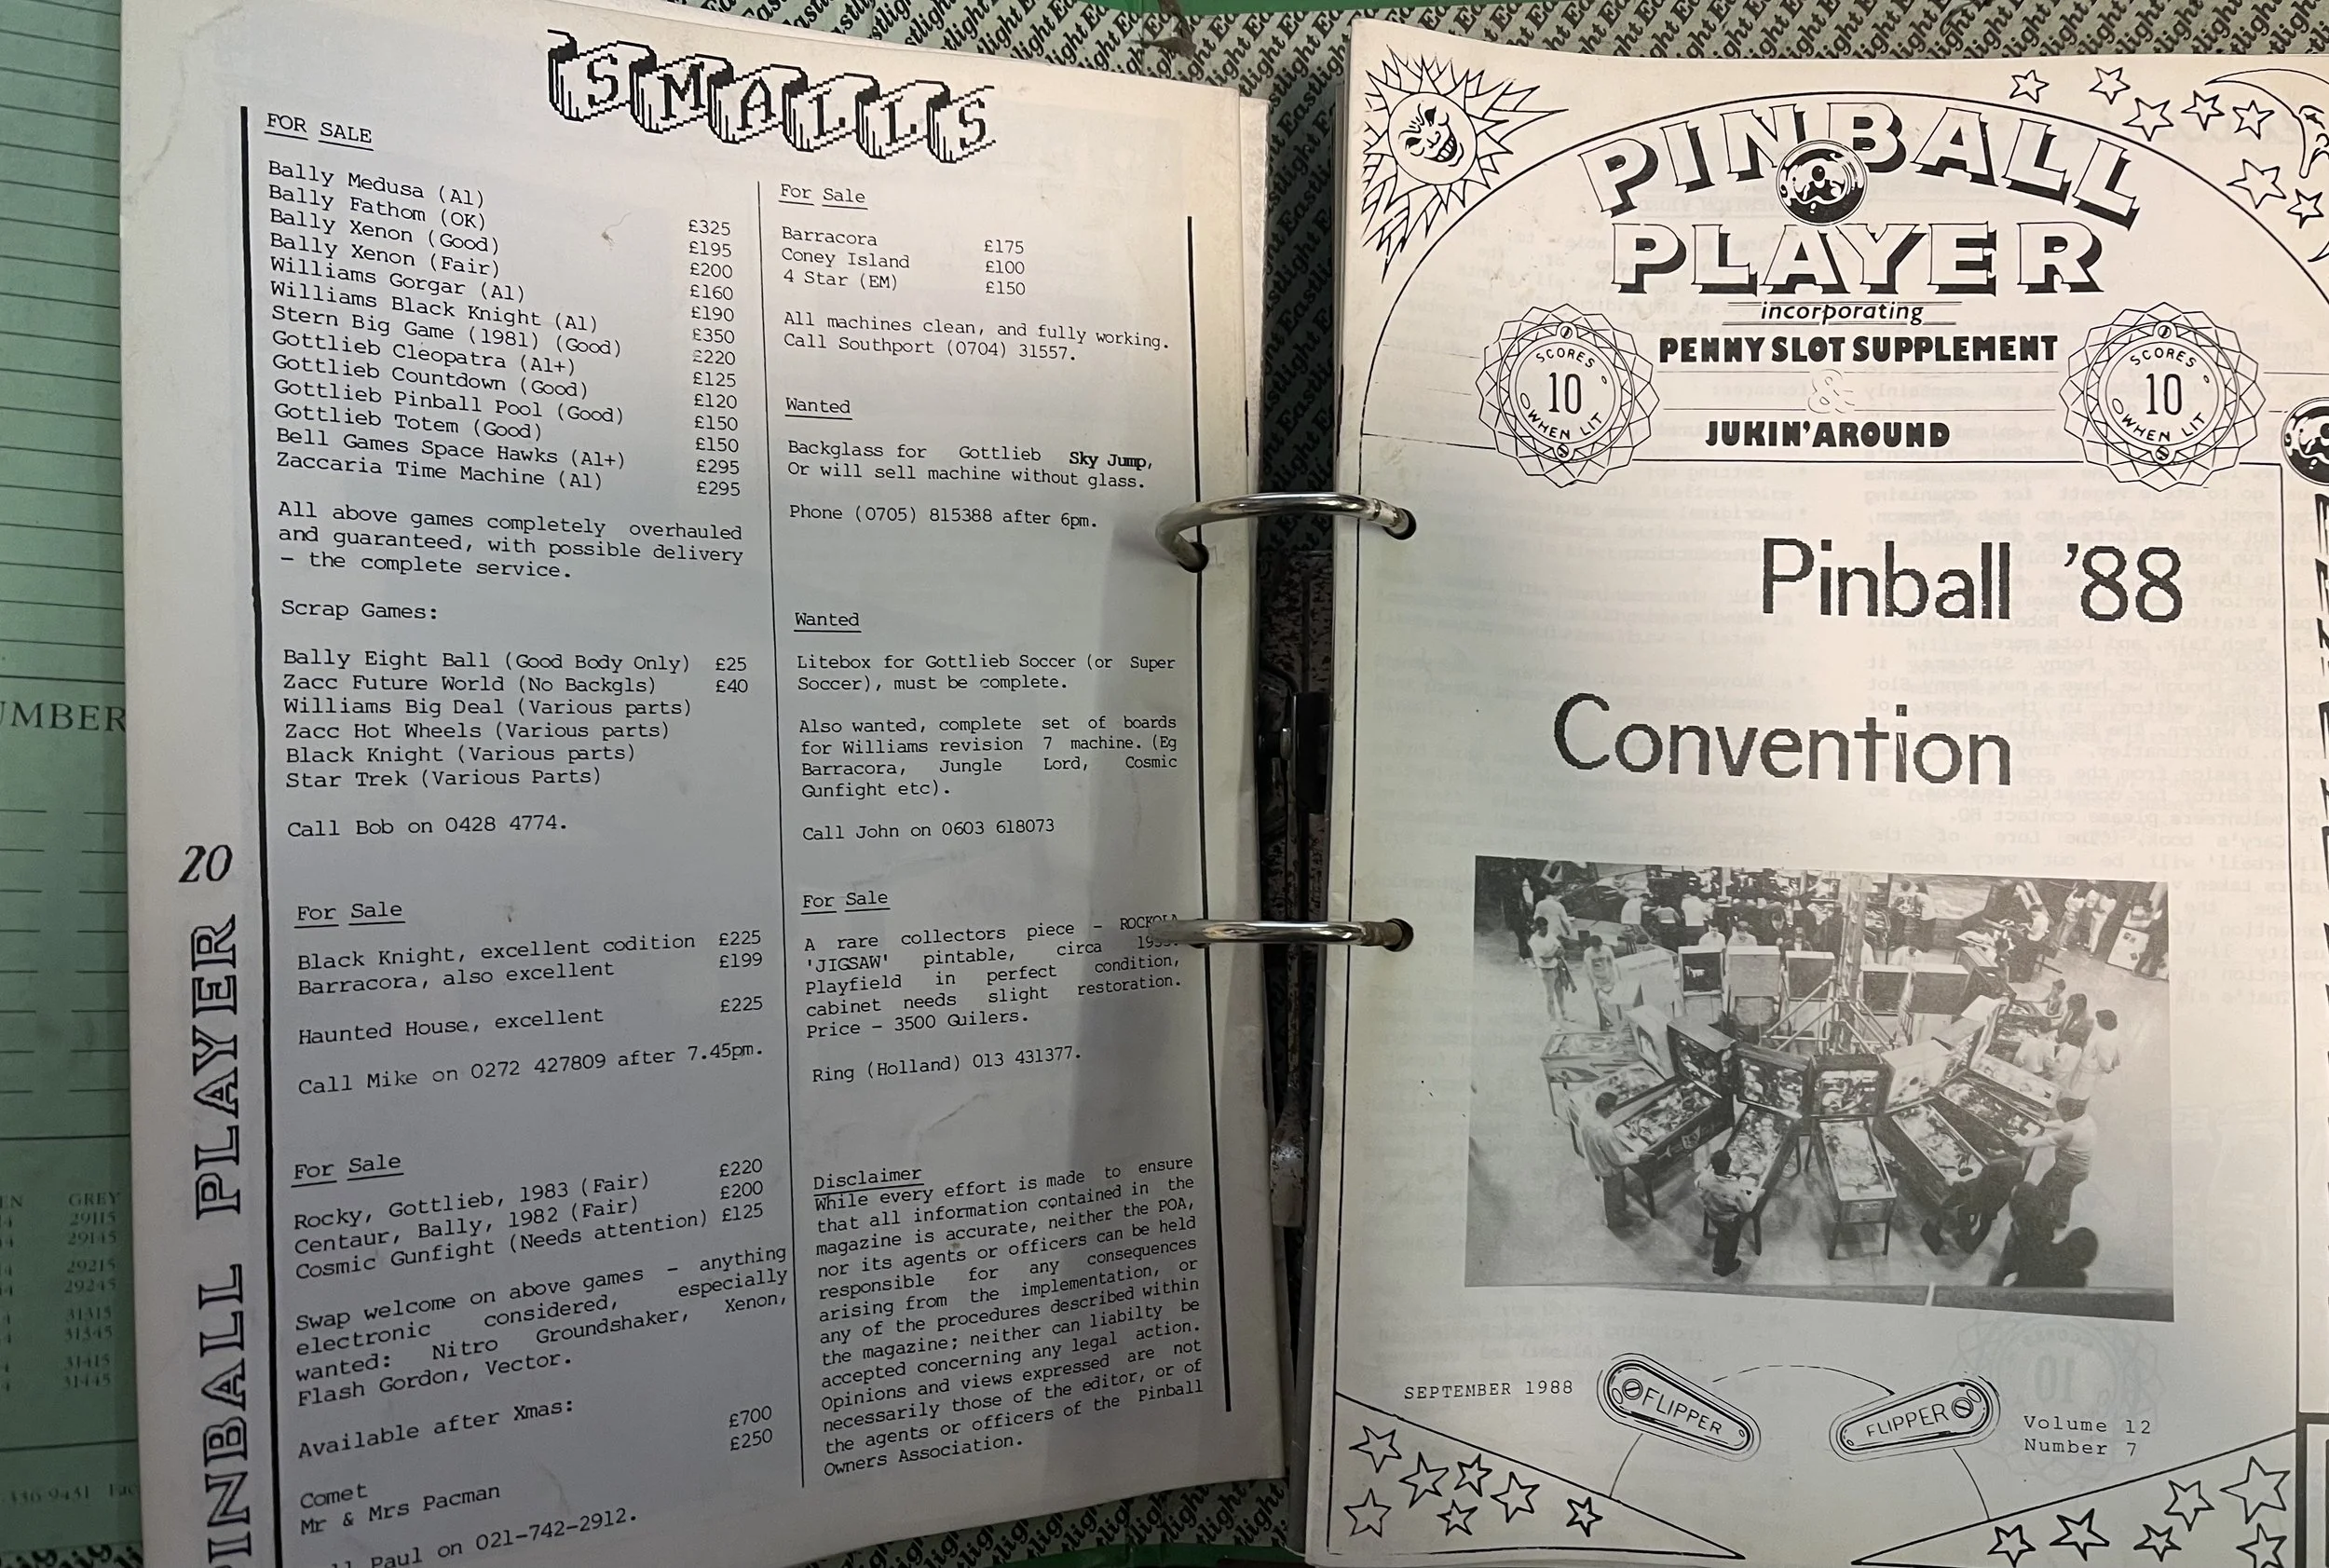 SMALLS
FOR SALE
Bally Medusa (A1) £325
Bally Fathom (OK) £195
Bally Xenon (Good) £200
Bally Xenon (Fair) £160
Williams Gorgar (A1) £190
Williams Black Knight (A1) £350
Stern Big Game (1981) (Good) £220
Gottlieb Cleopatra (A1+) £125
Gottlieb Countdown (Good) £120
Gottlieb Pinball Pool (Good) £150
Gottlieb Totem (Good) £150
Bell Games Space Hawks (A1+) £295
Zaccaria Time Machine (A1) £295
All above games completely overhauled
and guaranteed, with possible delivery
- the complete service.
Scrap Games:
Bally Eight Ball (Good Body Only) £25
Zacc Future World (No Backgls) £40
Williams Big Deal (Various parts)
Zacc Hot Wheels (Various parts)
Black Knight (Various parts)
Star Trek (Various Parts)
Call Bob on 0428 4774.
For Sale
Black Knight, excellent codition £225
Barracora, also excellent £199
Haunted House, excellent £225
Call Mike on 0272 427809 after 7.45pm.
For Sale
Rocky, Gottlieb, 1983 (Fair) £220
Centaur, Bally, 1982 (Fair) £200
Cosmic Gunfight (Needs attention) £125
Swap welcome on above games - anything
electronic considered, especially
wanted: Nitro Groundshaker, Xenon,
Flash Gordon, Vector.
Available after Xmas:
Comet £700
Mr & Mrs Pacman £250
Paul on 021-742-2912.
For Sale
Barracora £175
Coney Island £100
4 Star (EM) £150
All machines clean, and fully working.
Call Southport (0704) 31557.
Wanted
Backglass for Gottlieb Sky Jump,
Or will sell machine without glass.
Phone (0705) 815388 after 6pm.
Wanted
Litebox for Gottlieb Soccer (or Super
Soccer), must be complete.
Also wanted, complete set of boards
for Williams revision 7 machine. (Eg
Barracora, Jungle Lord, Cosmic
Gunfight etc).
Call John on 0603 618073
For Sale
A rare collectors piece - ROCKOLA
'JIGSAW' pintable, circa
Playfield in perfect condition,
cabinet needs slight restoration.
Price - 3500 Guilers.
Ring (Holland) 013 431377.
Disclaimer
While every effort is made to ensure
that all information contained in the
magazine is accurate, neither the POA,
nor its agents or officers can be held
responsible for any consequences
arising from the implementation, or
any of the procedures described within
the magazine; neither can liabilty be
accepted concerning any legal action.
Opinions and views expressed are not
necessarily those of the editor, or of
the agents or officers of the Pinball
Owners Association.
20
PINBALL PLAYER
PINBALL
PLAYER
incorporating
PENNY SLOT SUPPLEMENT
&
JUKIN' AROUND
SCORES
10
WHEN LIT
SCORES
10
WHEN LIT
Pinball '88
Convention
SEPTEMBER 1988
FLIPPER
FLIPPER
Volume 12
Number 7
UMBER
GREY
29115
29145
29215
29245
31315
31345
31415
31445
Eastlight